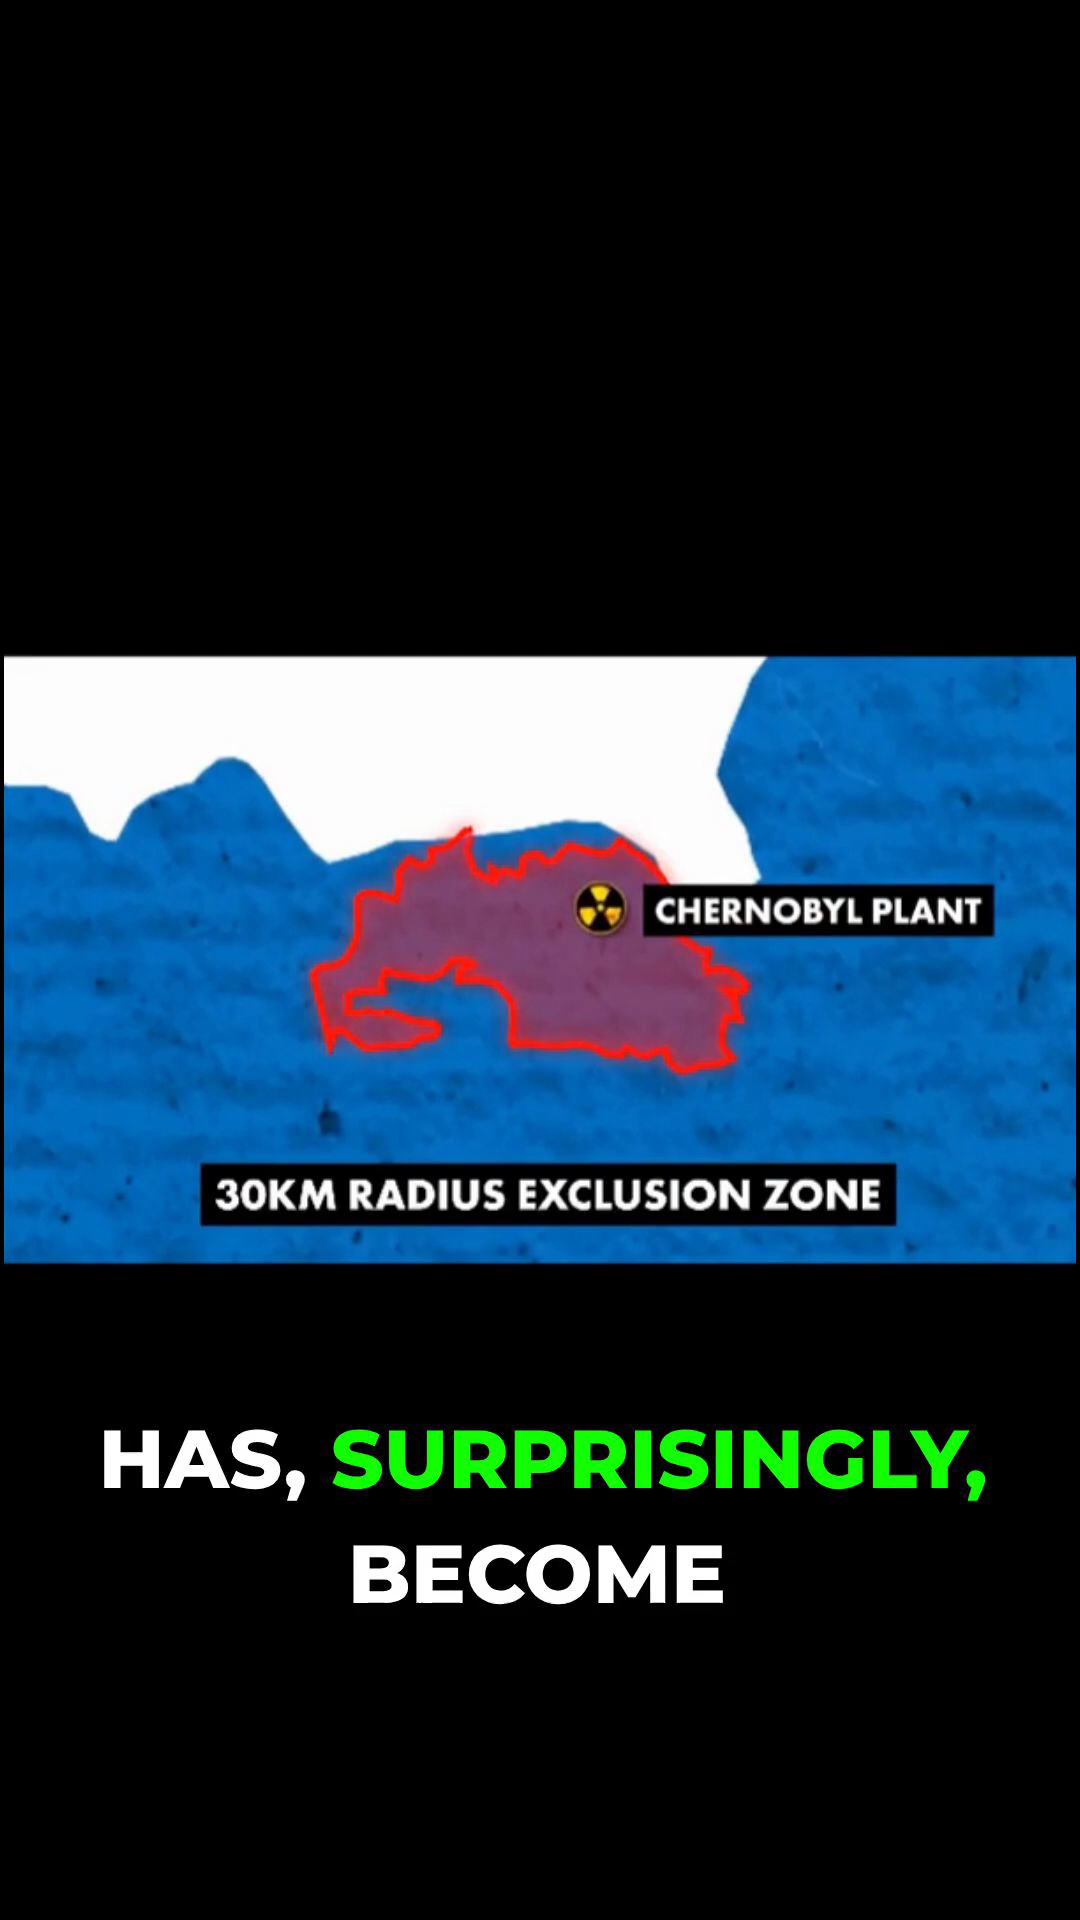 CHERNOBYL PLANT
30KM RADIUS EXCLUSION ZONE
HAS, SURPRISINGLY,
BECOME